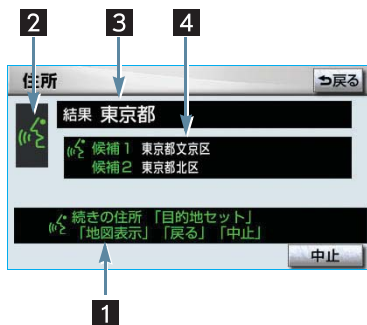 2 3 4
住所 戻る
結果 東京都
候補1 東京都文京区
候補2 東京都北区
続きの住所 「目的地セット」
「地図表示」 「戻る」 「中止」
中止
1